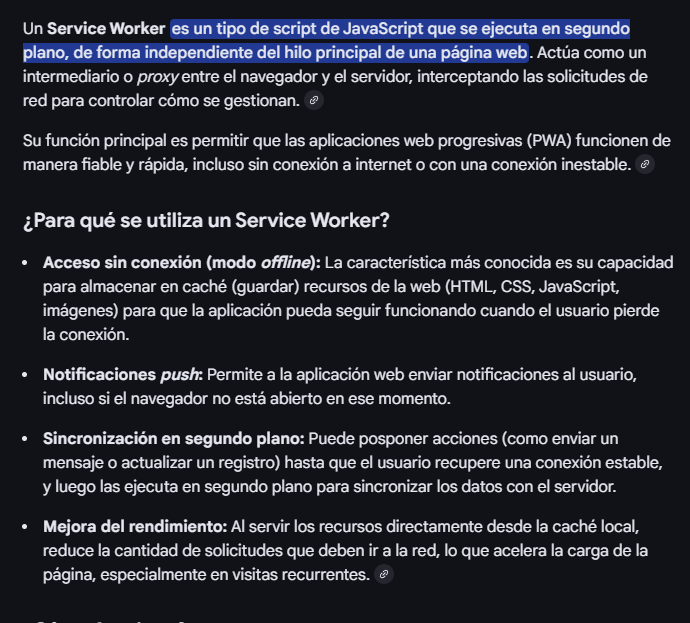 Un Service Worker es un tipo de script de JavaScript que se ejecuta en segundo
plano, de forma independiente del hilo principal de una página web. Actúa como un
intermediario o proxy entre el navegador y el servidor, interceptando las solicitudes de
red para controlar cómo se gestionan.
Su función principal es permitir que las aplicaciones web progresivas (PWA) funcionen de
manera fiable y rápida, incluso sin conexión a internet o con una conexión inestable.
¿Para qué se utiliza un Service Worker?
• Acceso sin conexión (modo offline): La característica más conocida es su capacidad
para almacenar en caché (guardar) recursos de la web (HTML, CSS, JavaScript,
imágenes) para que la aplicación pueda seguir funcionando cuando el usuario pierde
la conexión.
• Notificaciones push: Permite a la aplicación web enviar notificaciones al usuario,
incluso si el navegador no está abierto en ese momento.
• Sincronización en segundo plano: Puede posponer acciones (como enviar un
mensaje o actualizar un registro) hasta que el usuario recupere una conexión estable,
y luego las ejecuta en segundo plano para sincronizar los datos con el servidor.
• Mejora del rendimiento: Al servir los recursos directamente desde la caché local,
reduce la cantidad de solicitudes que deben ir a la red, lo que acelera la carga de la
página, especialmente en visitas recurrentes.